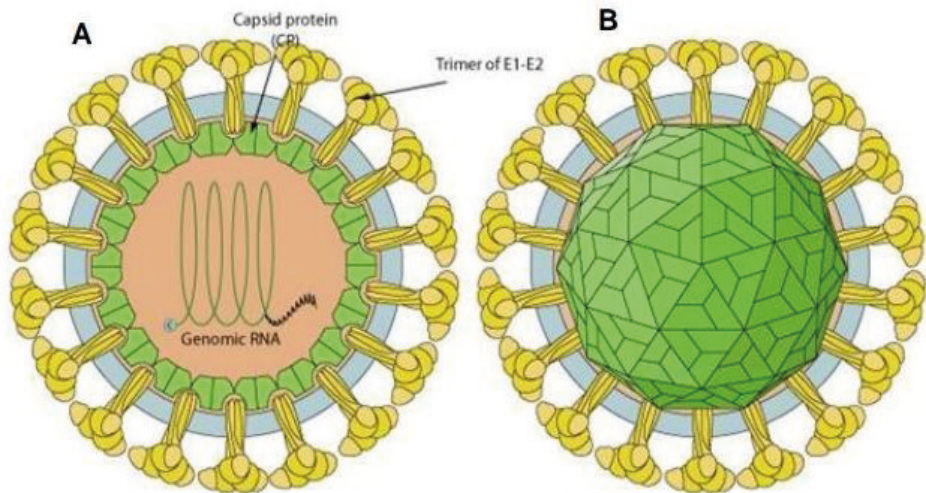 A
Capsid protein
(CP)
B
Trimer of E1-E2
C
Genomic RNA